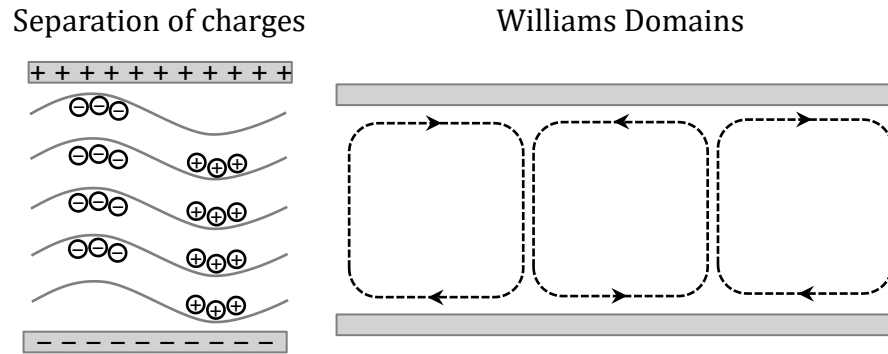 Separation of charges
Williams Domains
+ + + + + + + + + +
− − −
− − −
+ + +
− − −
+ + +
− − −
+ + +
+ + +
− − − − − − − − − −